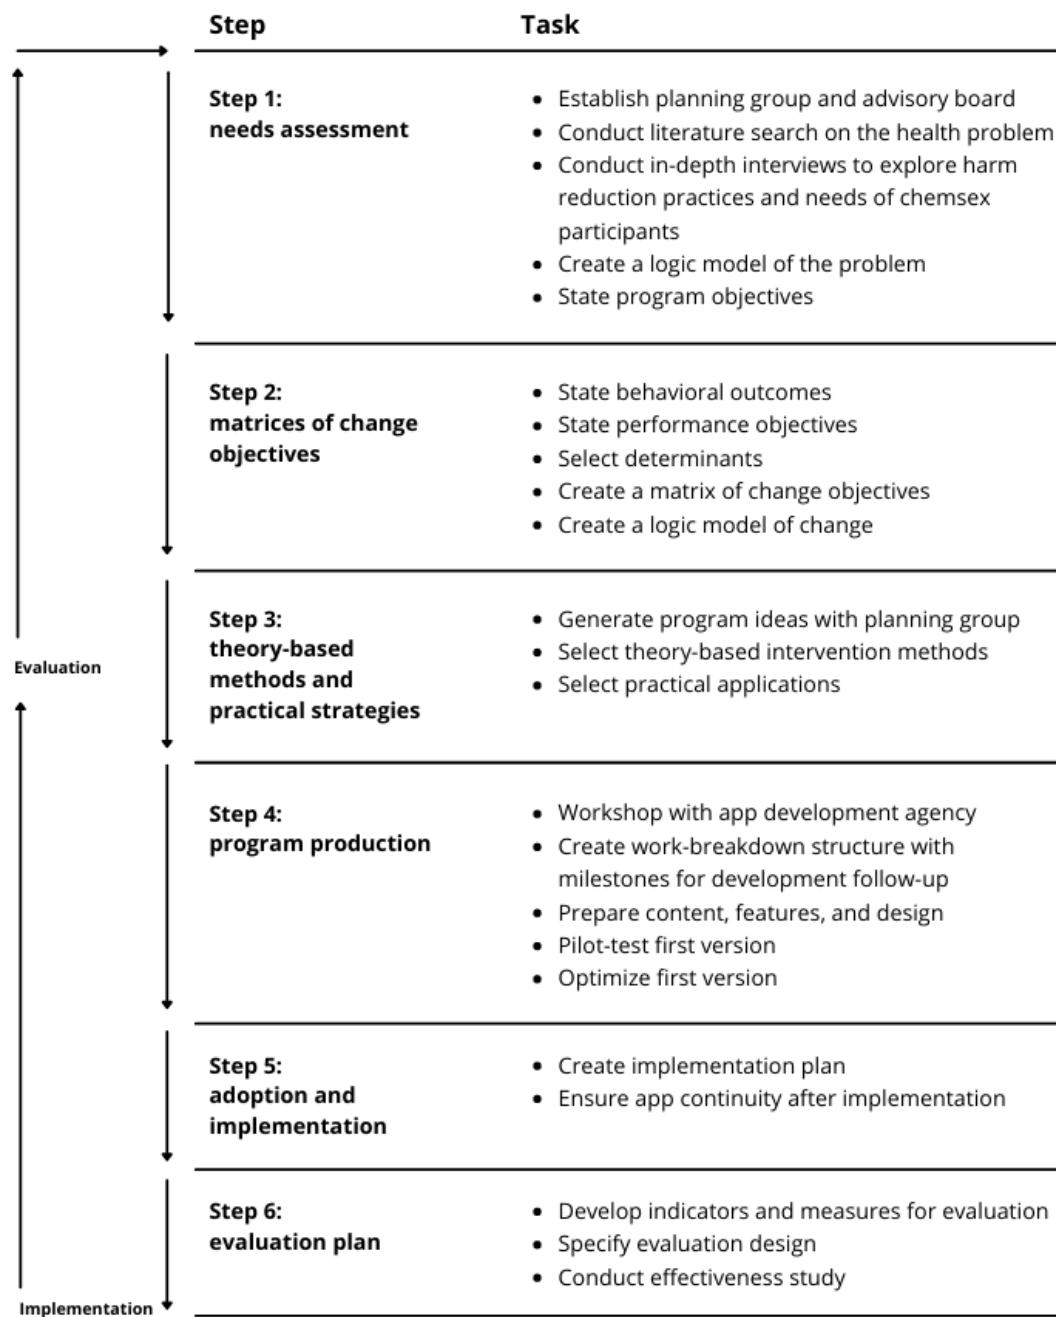 Step Task
Step 1:
needs assessment
• Establish planning group and advisory board
• Conduct literature search on the health problem
• Conduct in-depth interviews to explore harm
reduction practices and needs of chemsex
participants
• Create a logic model of the problem
• State program objectives
Step 2:
matrices of change
objectives
• State behavioral outcomes
• State performance objectives
• Select determinants
• Create a matrix of change objectives
• Create a logic model of change
Step 3:
theory-based
methods and
practical strategies
• Generate program ideas with planning group
• Select theory-based intervention methods
• Select practical applications
Evaluation
Step 4:
program production
• Workshop with app development agency
• Create work-breakdown structure with
milestones for development follow-up
• Prepare content, features, and design
• Pilot-test first version
• Optimize first version
Step 5:
adoption and
implementation
• Create implementation plan
• Ensure app continuity after implementation
Step 6:
evaluation plan
• Develop indicators and measures for evaluation
• Specify evaluation design
• Conduct effectiveness study
Implementation